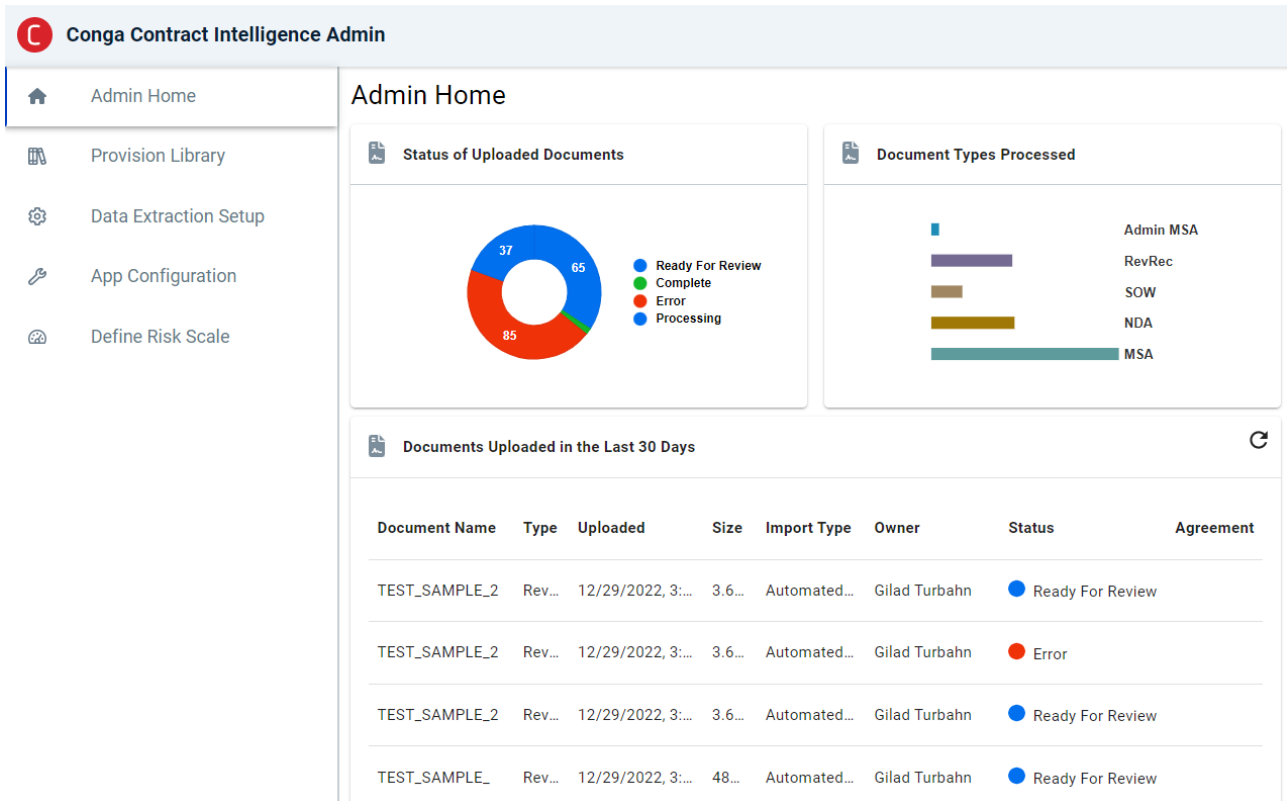 Conga Contract Intelligence Admin
Admin Home
Provision Library
Data Extraction Setup
App Configuration
Define Risk Scale
Admin Home
Status of Uploaded Documents
37
65
85
Ready For Review
Complete
Error
Processing
Document Types Processed
Admin MSA
RevRec
SOW
NDA
MSA
Documents Uploaded in the Last 30 Days
Document Name Type Uploaded Size Import Type Owner Status Agreement
TEST_SAMPLE_2 Rev... 12/29/2022, 3:... 3.6... Automated... Gilad Turbahn Ready For Review
TEST_SAMPLE_2 Rev... 12/29/2022, 3:... 3.6... Automated... Gilad Turbahn Error
TEST_SAMPLE_2 Rev... 12/29/2022, 3:... 3.6... Automated... Gilad Turbahn Ready For Review
TEST_SAMPLE_ Rev... 12/29/2022, 3:... 48... Automated... Gilad Turbahn Ready For Review